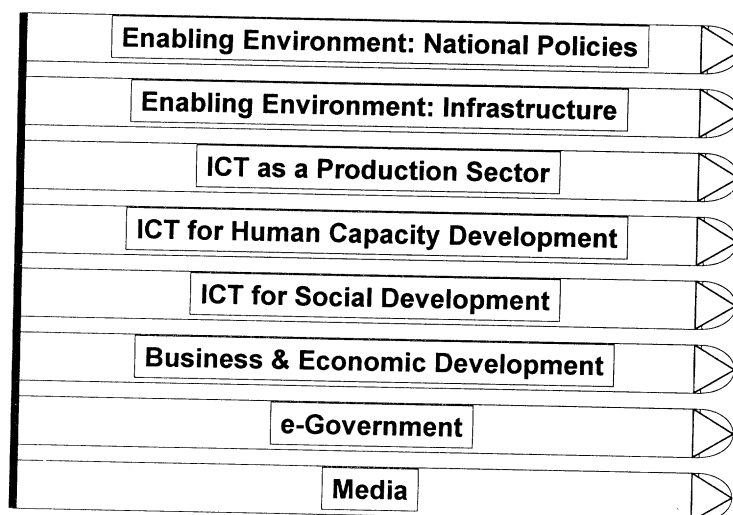 Enabling Environment: National Policies
Enabling Environment: Infrastructure
ICT as a Production Sector
ICT for Human Capacity Development
ICT for Social Development
Business & Economic Development
e-Government
Media